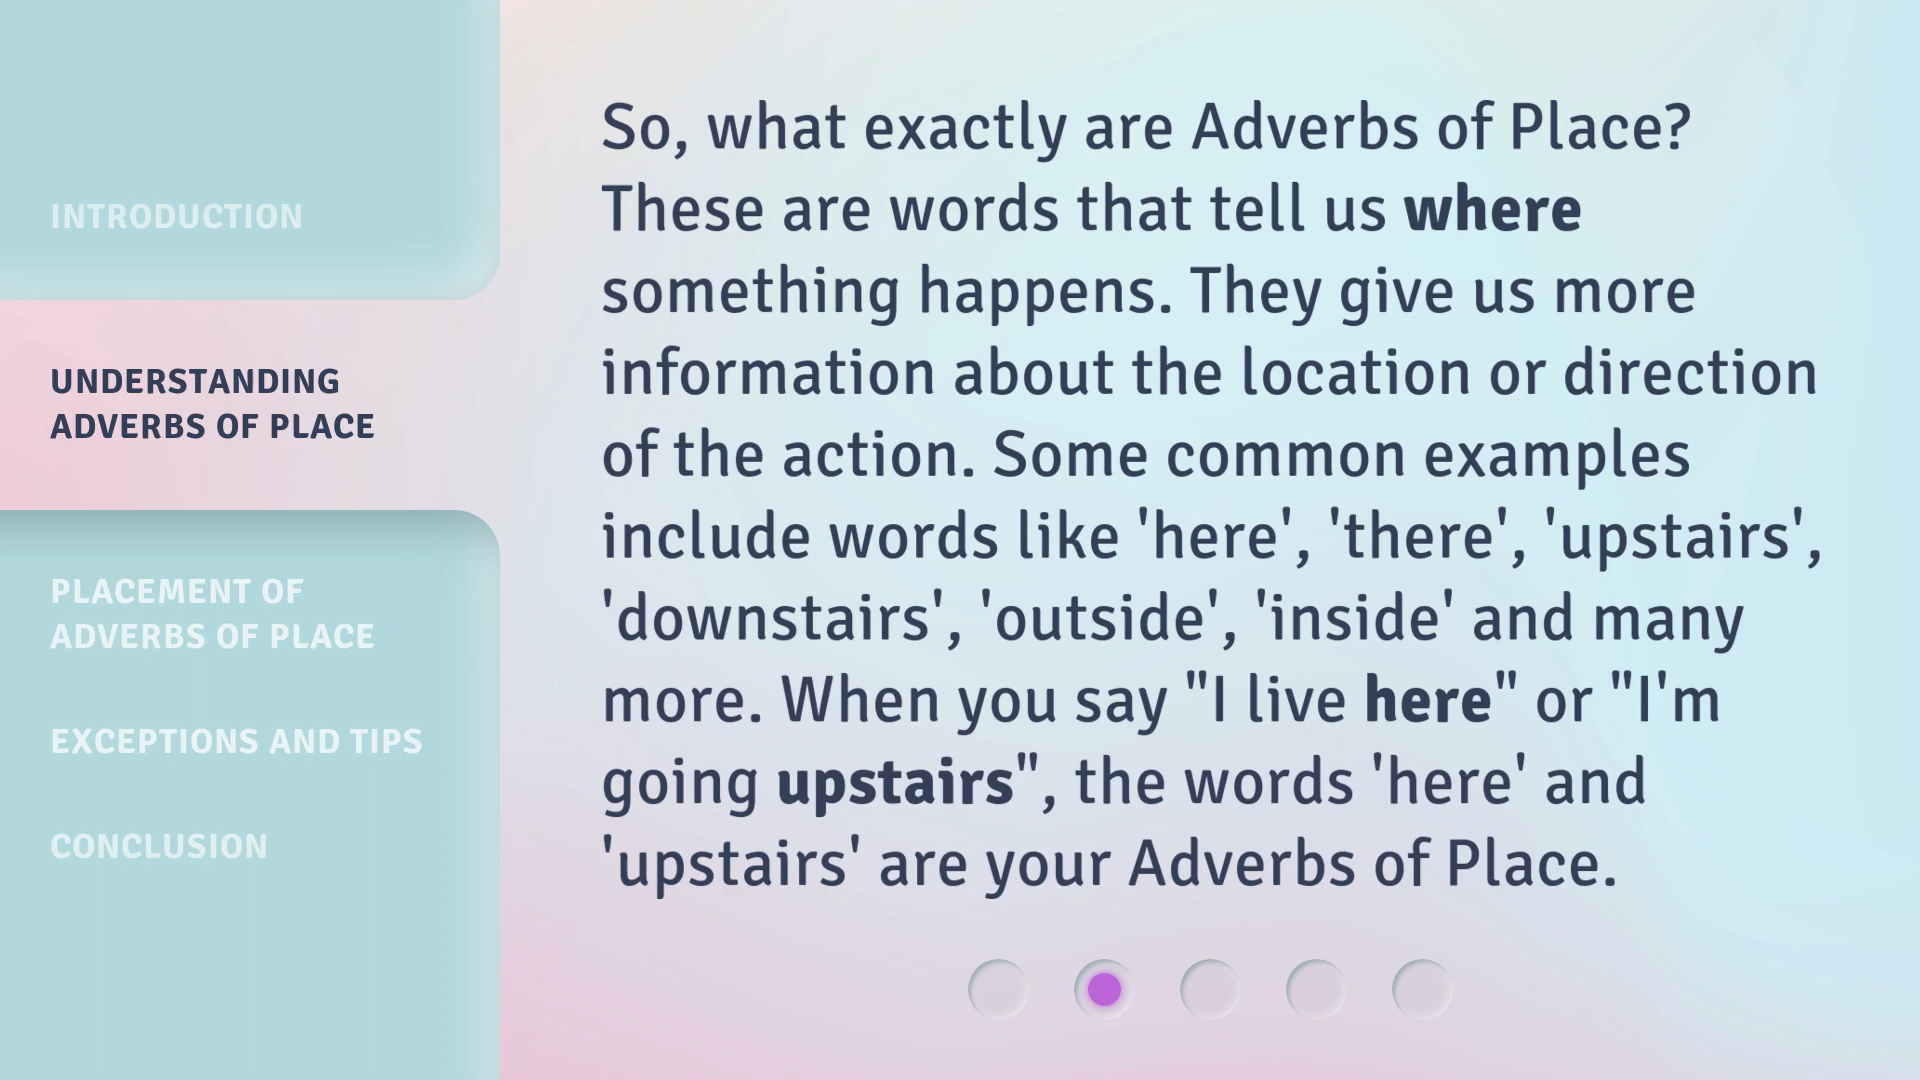 INTRODUCTION
UNDERSTANDING
ADVERBS OF PLACE
PLACEMENT OF
ADVERBS OF PLACE
EXCEPTIONS AND TIPS
CONCLUSION
So, what exactly are Adverbs of Place?
These are words that tell us where
something happens. They give us more
information about the location or direction
of the action. Some common examples
include words like 'here', 'there', 'upstairs',
'downstairs', 'outside', 'inside' and many
more. When you say "I live here" or "I'm
going upstairs", the words 'here' and
'upstairs' are your Adverbs of Place.